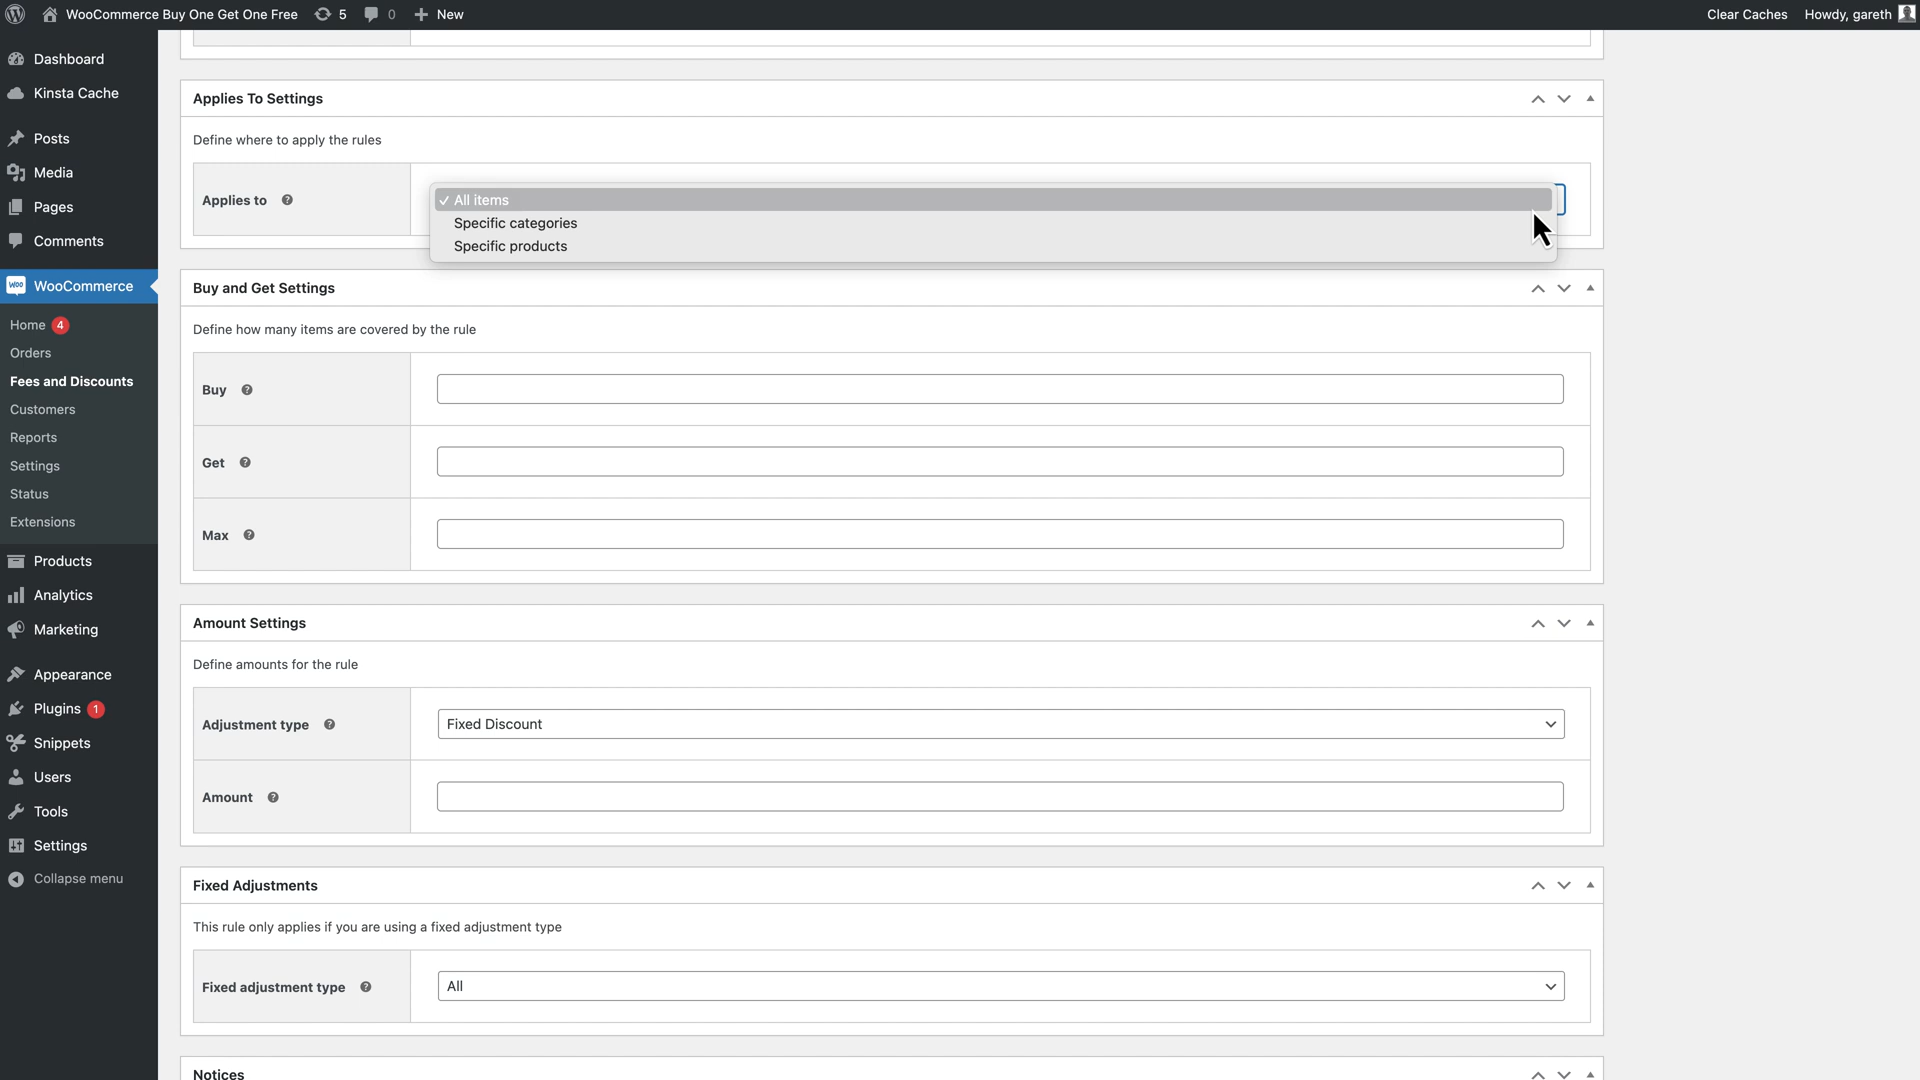 WooCommerce Buy One Get One Free 5 0 New Clear Caches Howdy, gareth
Dashboard
Kinsta Cache
Posts
Media
Pages
Comments
WooCommerce
Home 4
Orders
Fees and Discounts
Customers
Reports
Settings
Status
Extensions
Products
Analytics
Marketing
Appearance
Plugins 1
Snippets
Users
Tools
Settings
Collapse menu
Applies To Settings
Define where to apply the rules
Applies to ?
✓ All items
Specific categories
Specific products
Buy and Get Settings
Define how many items are covered by the rule
Buy ?
Get ?
Max ?
Amount Settings
Define amounts for the rule
Adjustment type ? Fixed Discount
Amount ?
Fixed Adjustments
This rule only applies if you are using a fixed adjustment type
Fixed adjustment type ? All
Notices